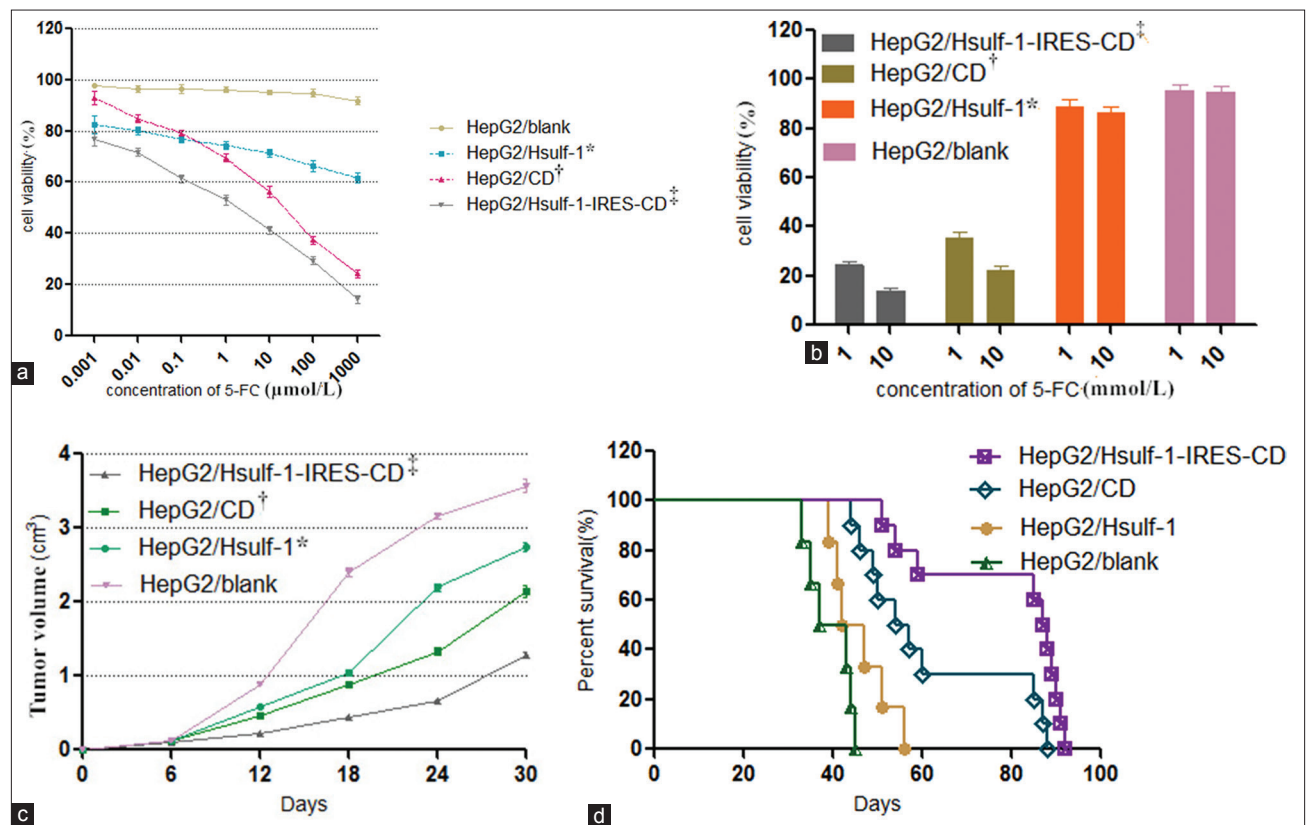 120
100
80
60
40
20
0
cell viability (%)
0.001
0.01
0.1
1
10
100
1000
concentration of 5-FC (μmol/L)
HepG2/blank
HepG2/Hsulf-1*
HepG2/CD†
HepG2/Hsulf-1-IRES-CD‡
a
120
100
80
60
40
20
0
cell viability (%)
HepG2/Hsulf-1-IRES-CD‡
HepG2/CD†
HepG2/Hsulf-1*
HepG2/blank
1
10
1
10
1
10
1
10
concentration of 5-FC (mmol/L)
b
4
3
2
1
0
Tumor volume (cm³)
HepG2/Hsulf-1-IRES-CD‡
HepG2/CD†
HepG2/Hsulf-1*
HepG2/blank
0
6
12
18
24
30
Days
c
120
100
80
60
40
20
0
Percent survival(%)
HepG2/Hsulf-1-IRES-CD
HepG2/CD
HepG2/Hsulf-1
HepG2/blank
0
20
40
60
80
100
Days
d